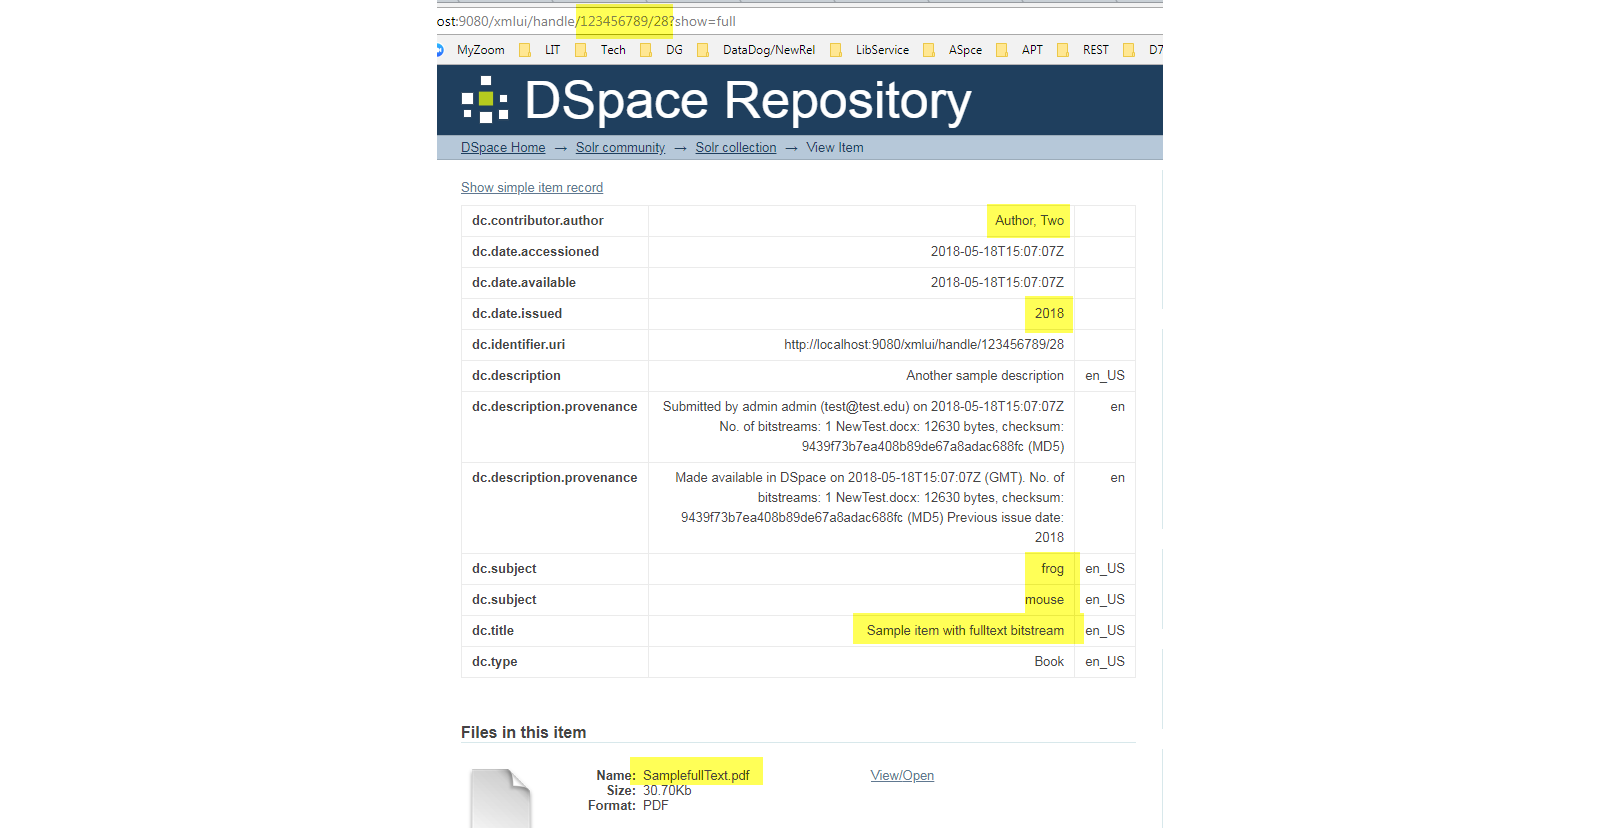 ost:9080/xmlui/handle/123456789/28?show=full
MyZoom LIT Tech DG DataDog/NewRel LibService ASpce APT REST D7
DSpace Repository
DSpace Home → Solr community → Solr collection → View Item
Show simple item record
dc.contributor.author Author, Two
dc.date.accessioned 2018-05-18T15:07:07Z
dc.date.available 2018-05-18T15:07:07Z
dc.date.issued 2018
dc.identifier.uri http://localhost:9080/xmlui/handle/123456789/28
dc.description Another sample description en_US
dc.description.provenance Submitted by admin admin (test@test.edu) on 2018-05-18T15:07:07Z en
No. of bitstreams: 1 NewTest.docx: 12630 bytes, checksum:
9439f73b7ea408b89de67a8adac688fc (MD5)
dc.description.provenance Made available in DSpace on 2018-05-18T15:07:07Z (GMT). No. of en
bitstreams: 1 NewTest.docx: 12630 bytes, checksum:
9439f73b7ea408b89de67a8adac688fc (MD5) Previous issue date:
2018
dc.subject frog en_US
dc.subject mouse en_US
dc.title Sample item with fulltext bitstream en_US
dc.type Book en_US
Files in this item
Name: SamplefullText.pdf View/Open
Size: 30.70Kb
Format: PDF